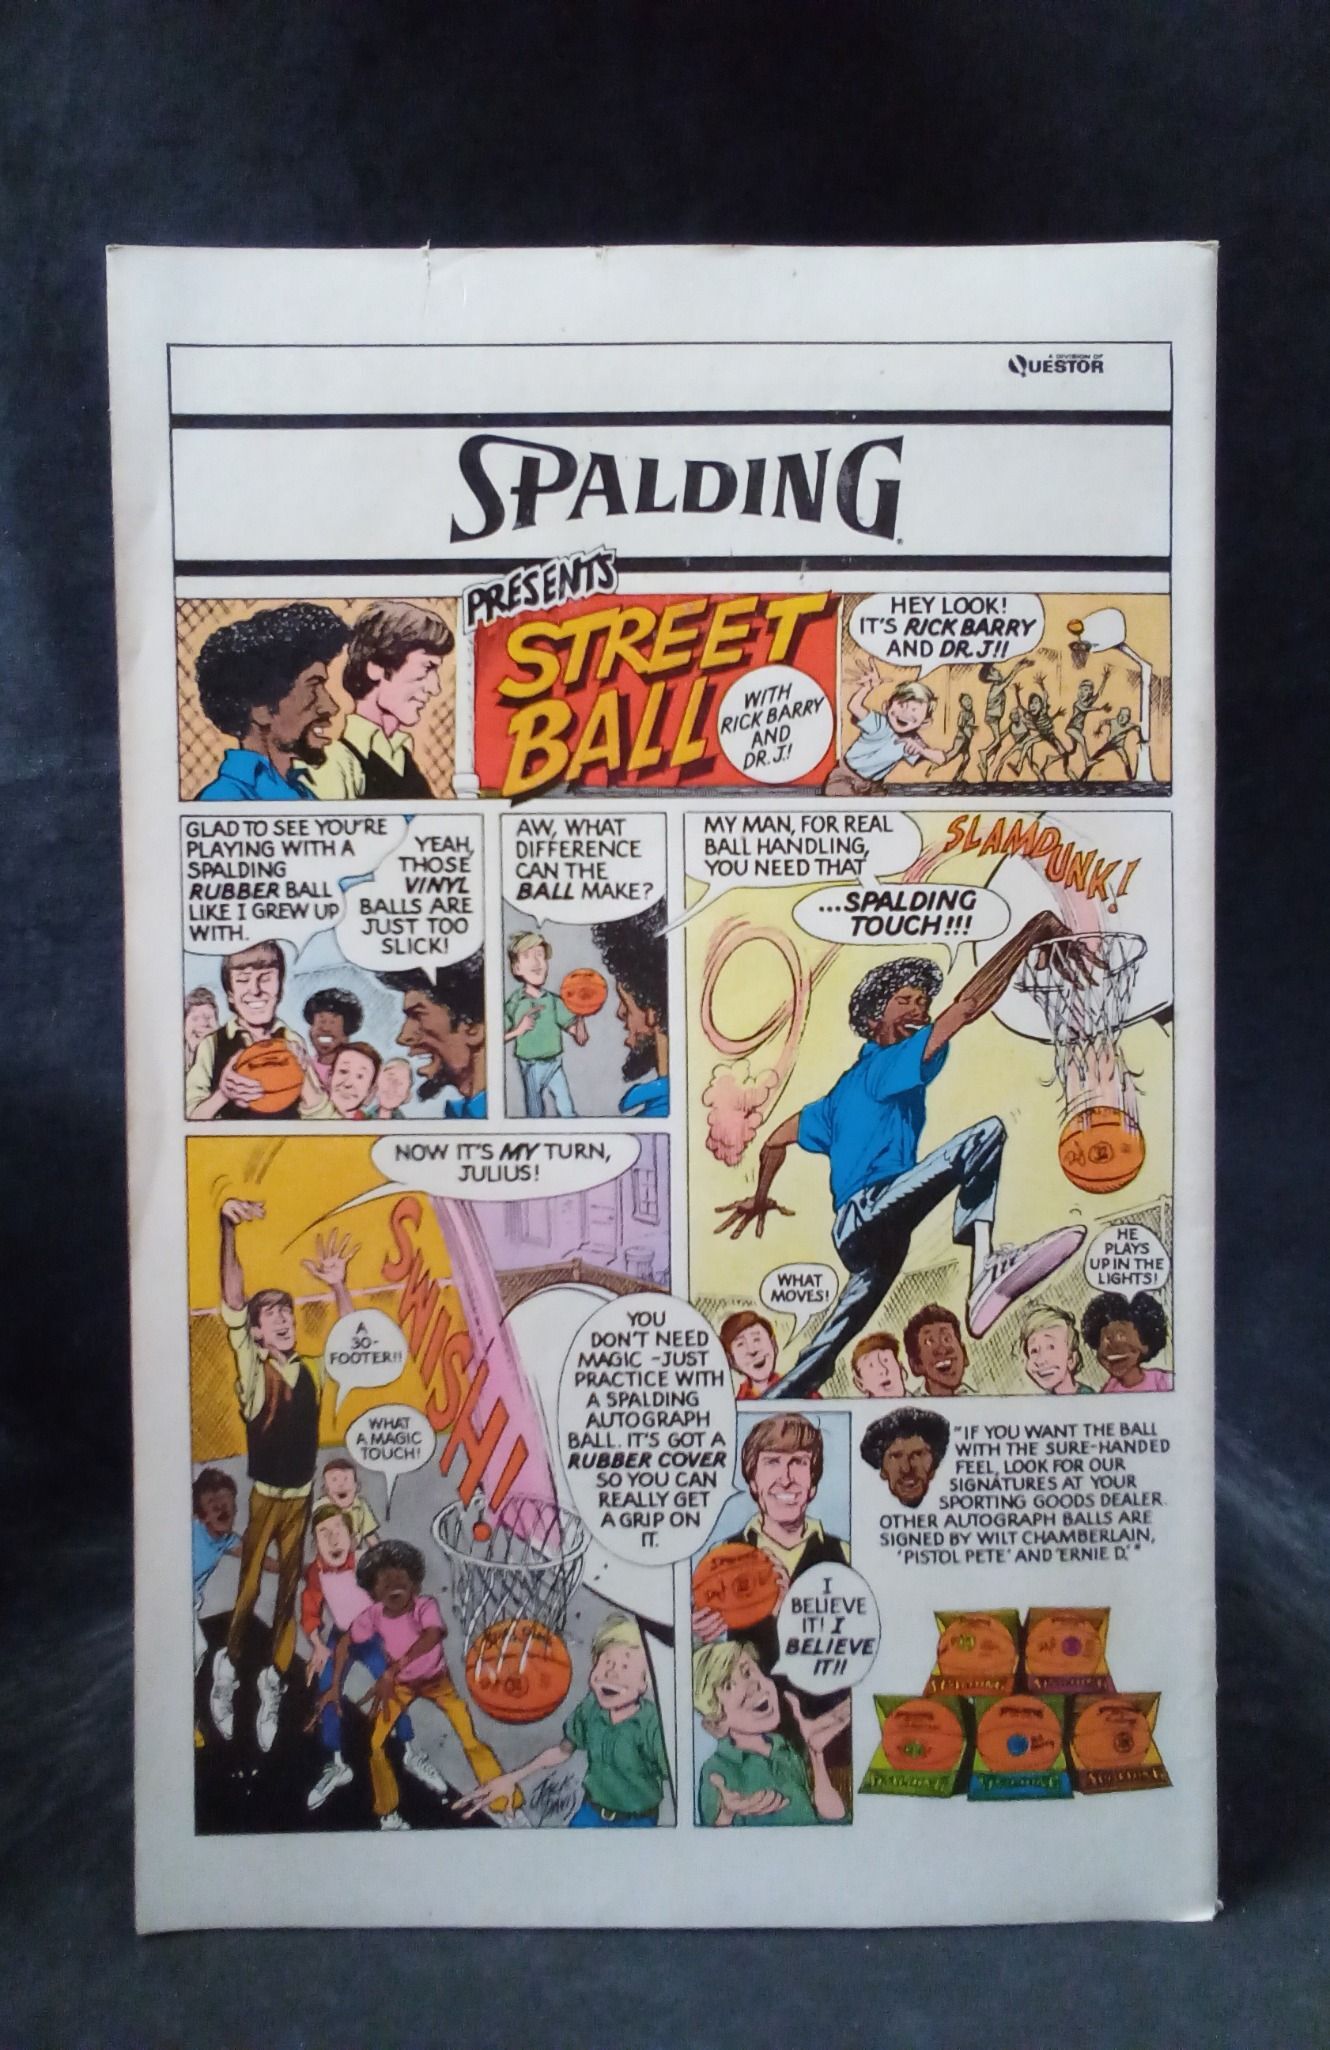 A DIVISION OF
QUESTOR
SPALDING
PRESENTS
STREET
BALL
WITH
RICK BARRY
AND
DR. J.!
HEY LOOK!
IT'S RICK BARRY
AND DR. J!!
GLAD TO SEE YOU'RE
PLAYING WITH A
SPALDING
RUBBER BALL
LIKE I GREW UP
WITH.
YEAH,
THOSE
VINYL
BALLS ARE
JUST TOO
SLICK!
AW, WHAT
DIFFERENCE
CAN THE
BALL MAKE?
MY MAN, FOR REAL
BALL HANDLING,
YOU NEED THAT
...SPALDING
TOUCH!!!
SLAMDUNK!
WHAT
MOVES!
HE
PLAYS
UP IN THE
LIGHTS!
NOW IT'S MY TURN,
JULIUS!
SWISH!
A
30-
FOOTER!!
WHAT
A MAGIC
TOUCH!
YOU
DON'T NEED
MAGIC -JUST
PRACTICE WITH
A SPALDING
AUTOGRAPH
BALL. IT'S GOT A
RUBBER COVER
SO YOU CAN
REALLY GET
A GRIP ON
IT.
JACK
DAVIS
I
BELIEVE
IT! I
BELIEVE
IT!!
"IF YOU WANT THE BALL
WITH THE SURE-HANDED
FEEL, LOOK FOR OUR
SIGNATURES AT YOUR
SPORTING GOODS DEALER.
OTHER AUTOGRAPH BALLS ARE
SIGNED BY WILT CHAMBERLAIN,
'PISTOL PETE' AND 'ERNIE D.'"
SPALDING
SPALDING
SPALDING
SPALDING
SPALDING